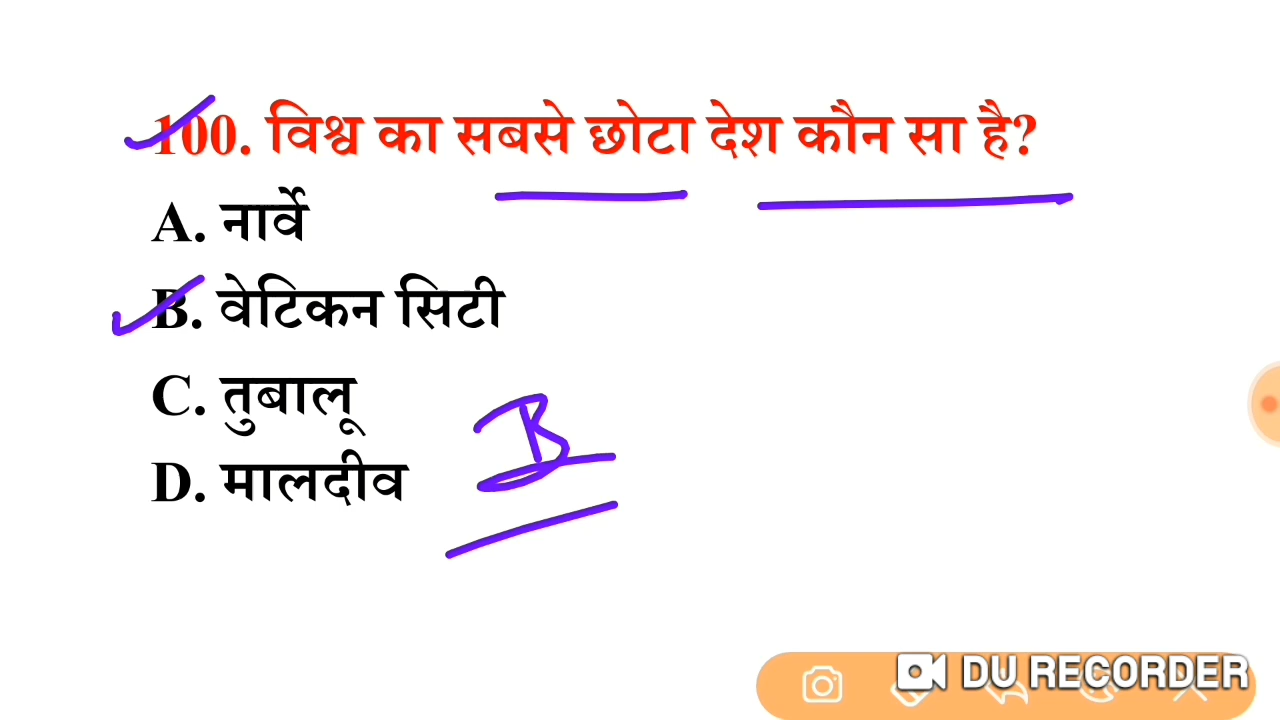 100. विश्व का सबसे छोटा देश कौन सा है?
A. नार्वे
B. वेटिकन सिटी
C. तुबालू
B
D. मालदीव
DU RECORDER